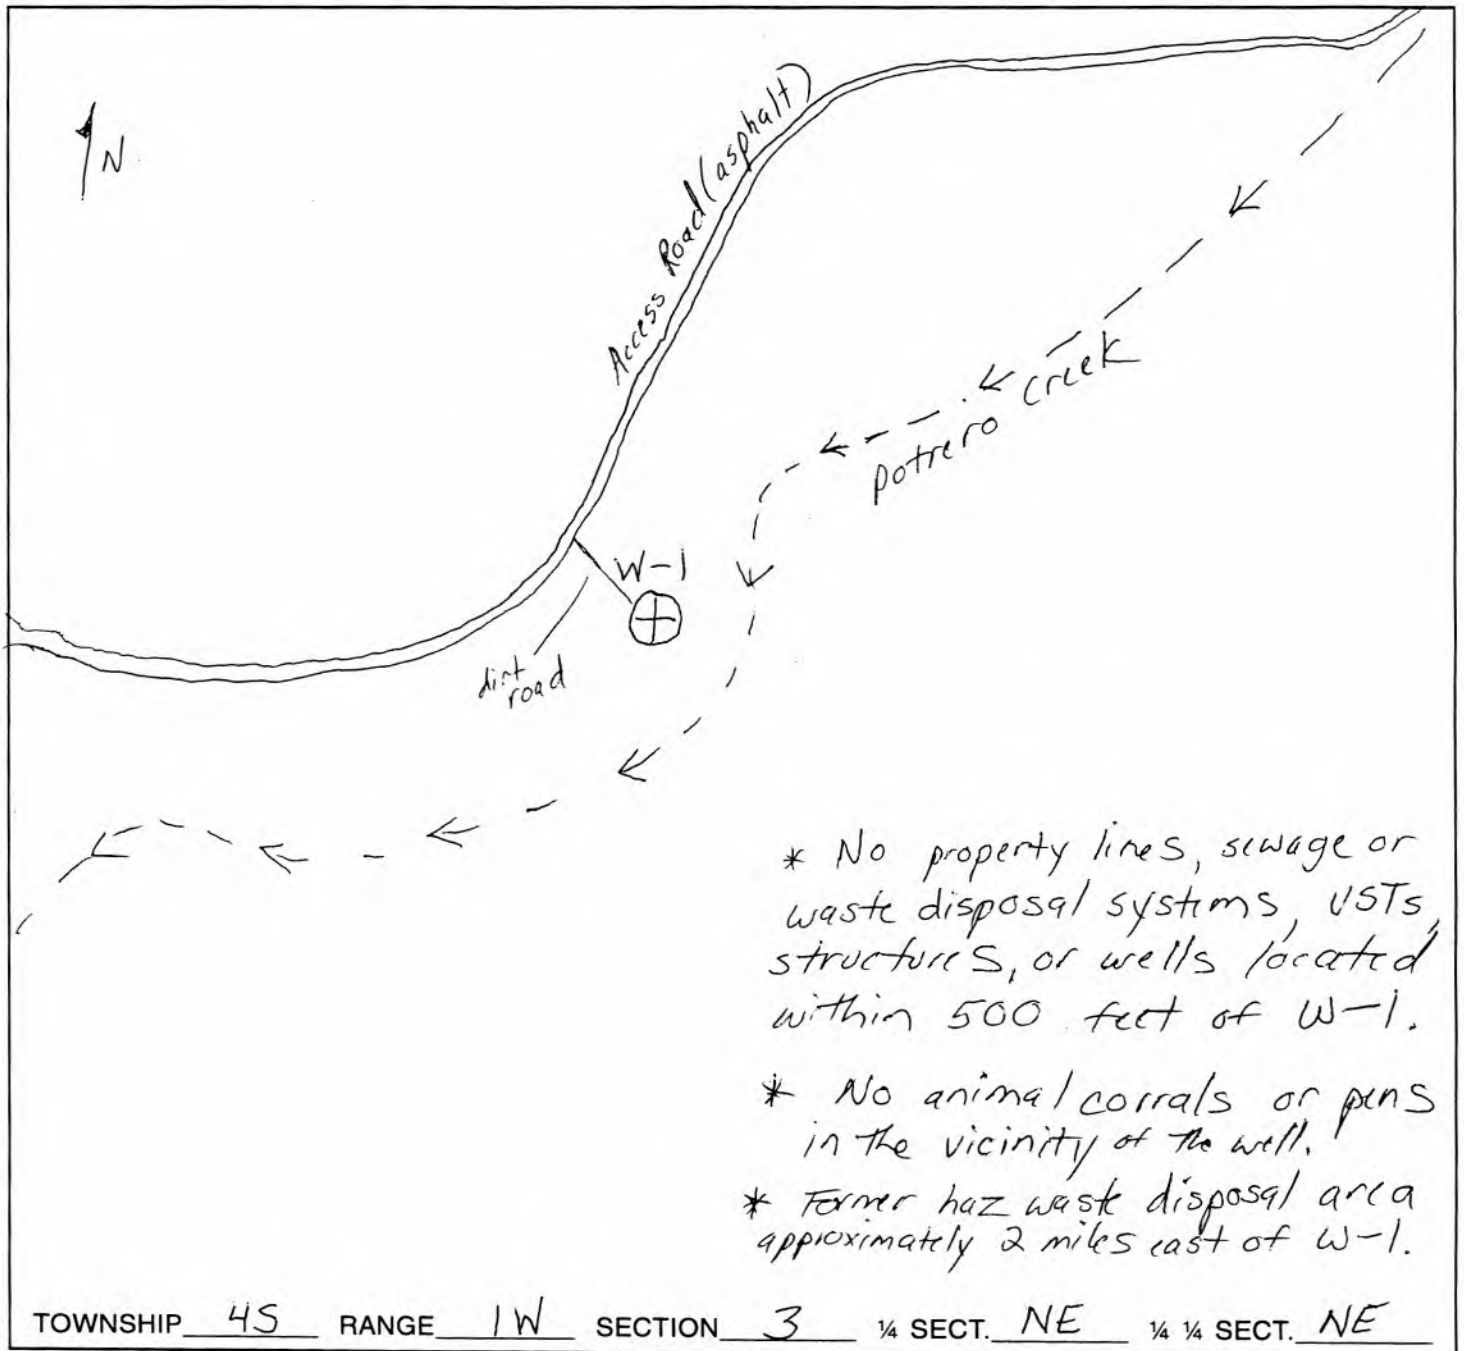 N
Access Road (asphalt)
Potrero Creek
W-1
dirt
road
* No property lines, sewage or
waste disposal systems, USTs,
structures, or wells located
within 500 feet of W-1.
* No animal corrals or pens
in the vicinity of the well.
* Former haz waste disposal area
approximately 2 miles east of W-1.
TOWNSHIP 4S RANGE 1W SECTION 3 ¼ SECT. NE ¼ ¼ SECT. NE